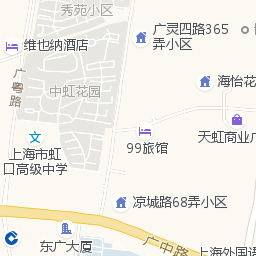 秀苑小区
广灵四路365
弄小区
维也纳酒店
海怡花
广粤路
中虹花园
99旅馆
天虹商业广
上海市虹
口高级中学
凉城路68弄小区
东广大厦
广中路
上海外国语